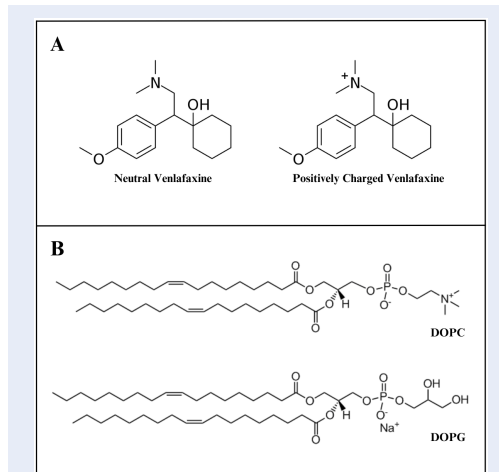 A
N
OH
O
Neutral Venlafaxine
+
N
OH
O
Positively Charged Venlafaxine
B
O
O
O
H
O
O
P
O
O-
N+
DOPC
O
O
O
H
O
O
P
O
O-
Na+
OH
OH
DOPG